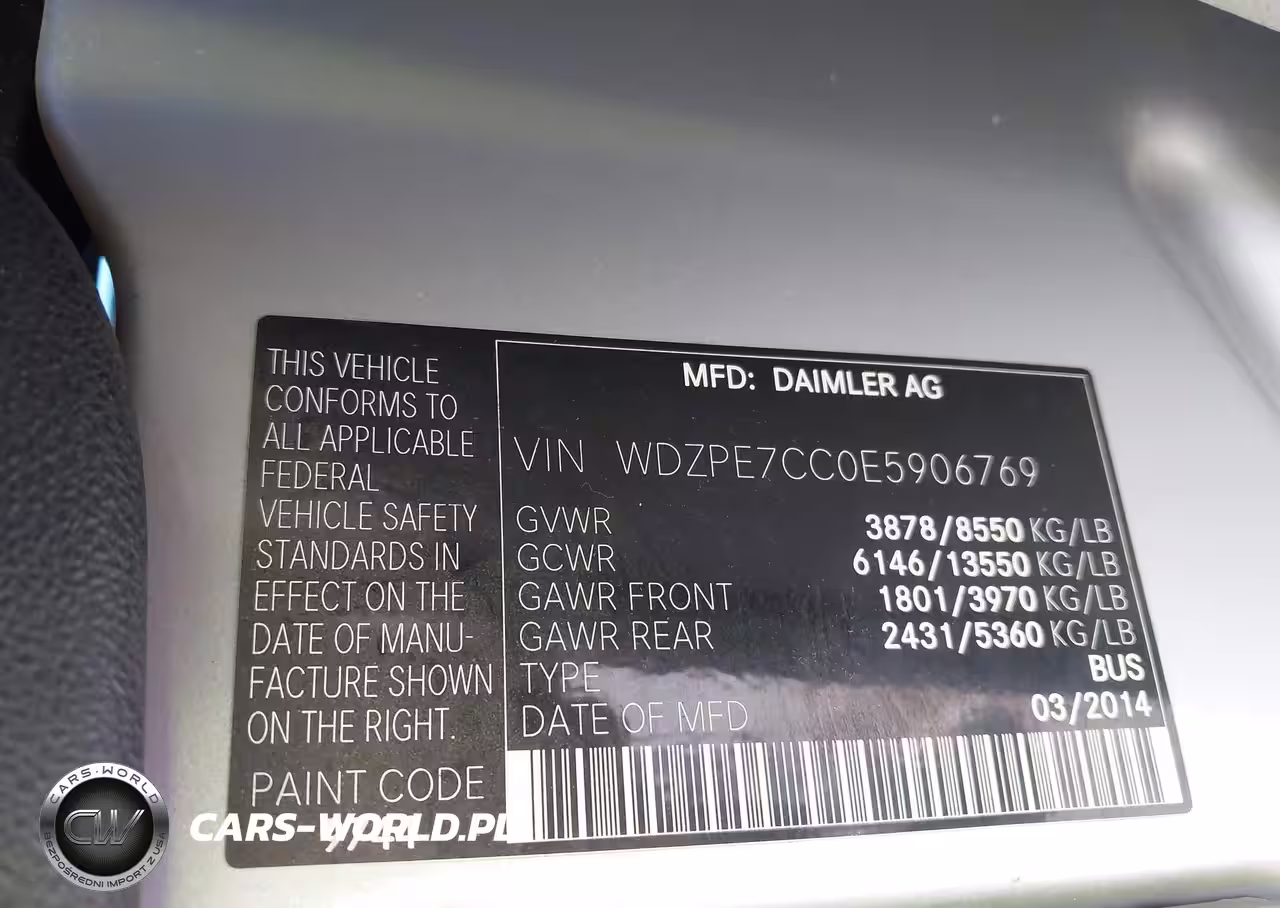 THIS VEHICLE
CONFORMS TO
ALL APPLICABLE
FEDERAL
VEHICLE SAFETY
STANDARDS IN
EFFECT ON THE
DATE OF MANU-
FACTURE SHOWN
ON THE RIGHT.
PAINT CODE
MFD: DAIMLER AG
VIN WDZPE7CC0E5906769
GVWR 3878/8550 KG/LB
GCWR 6146/13550 KG/LB
GAWR FRONT 1801/3970 KG/LB
GAWR REAR 2431/5360 KG/LB
TYPE BUS
DATE OF MFD 03/2014
CARS-WORLD
CW
BEZPOŚREDNI IMPORT Z USA
CARS-WORLD.PL